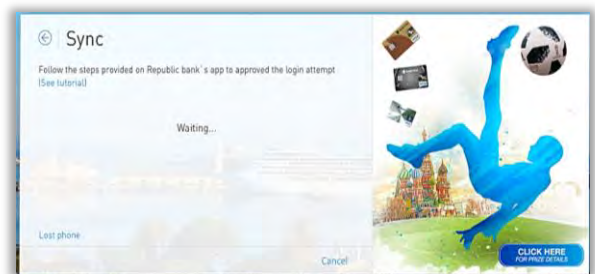 Sync
Follow the steps provided on Republic bank`s app to approved the login attempt
(See tutorial)
Waiting...
Lost phone
Cancel
CLICK HERE
FOR PRIZE DETAILS